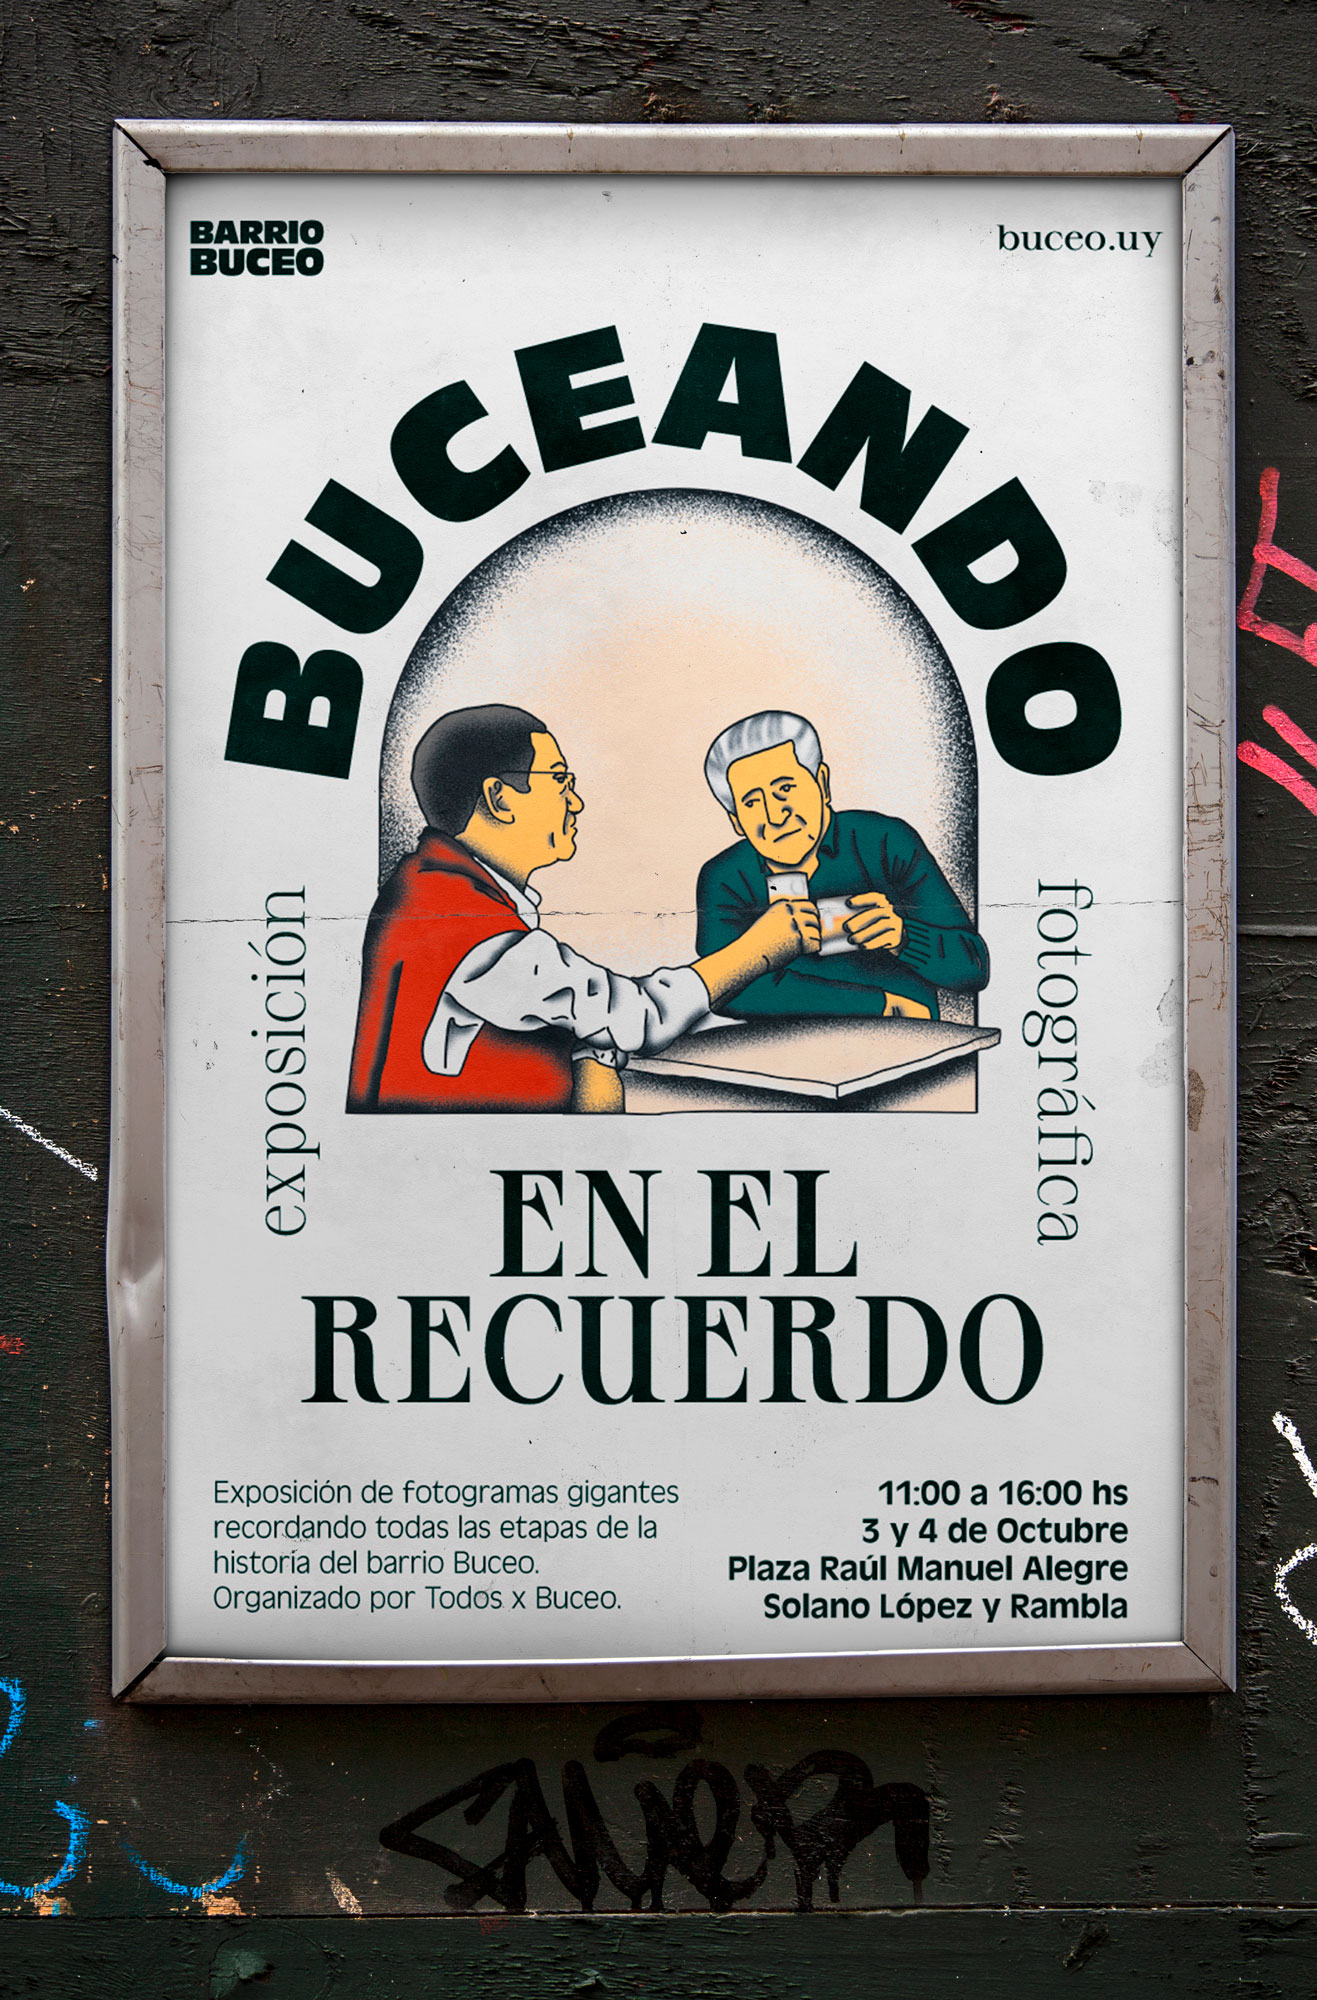 BARRIO
BUCEO
buceo.uy
BUCEANDO
exposición
fotográfica
EN EL
RECUERDO
Exposición de fotogramas gigantes
recordando todas las etapas de la
historia del barrio Buceo.
Organizado por Todos x Buceo.
11:00 a 16:00 hs
3 y 4 de Octubre
Plaza Raúl Manuel Alegre
Solano López y Rambla